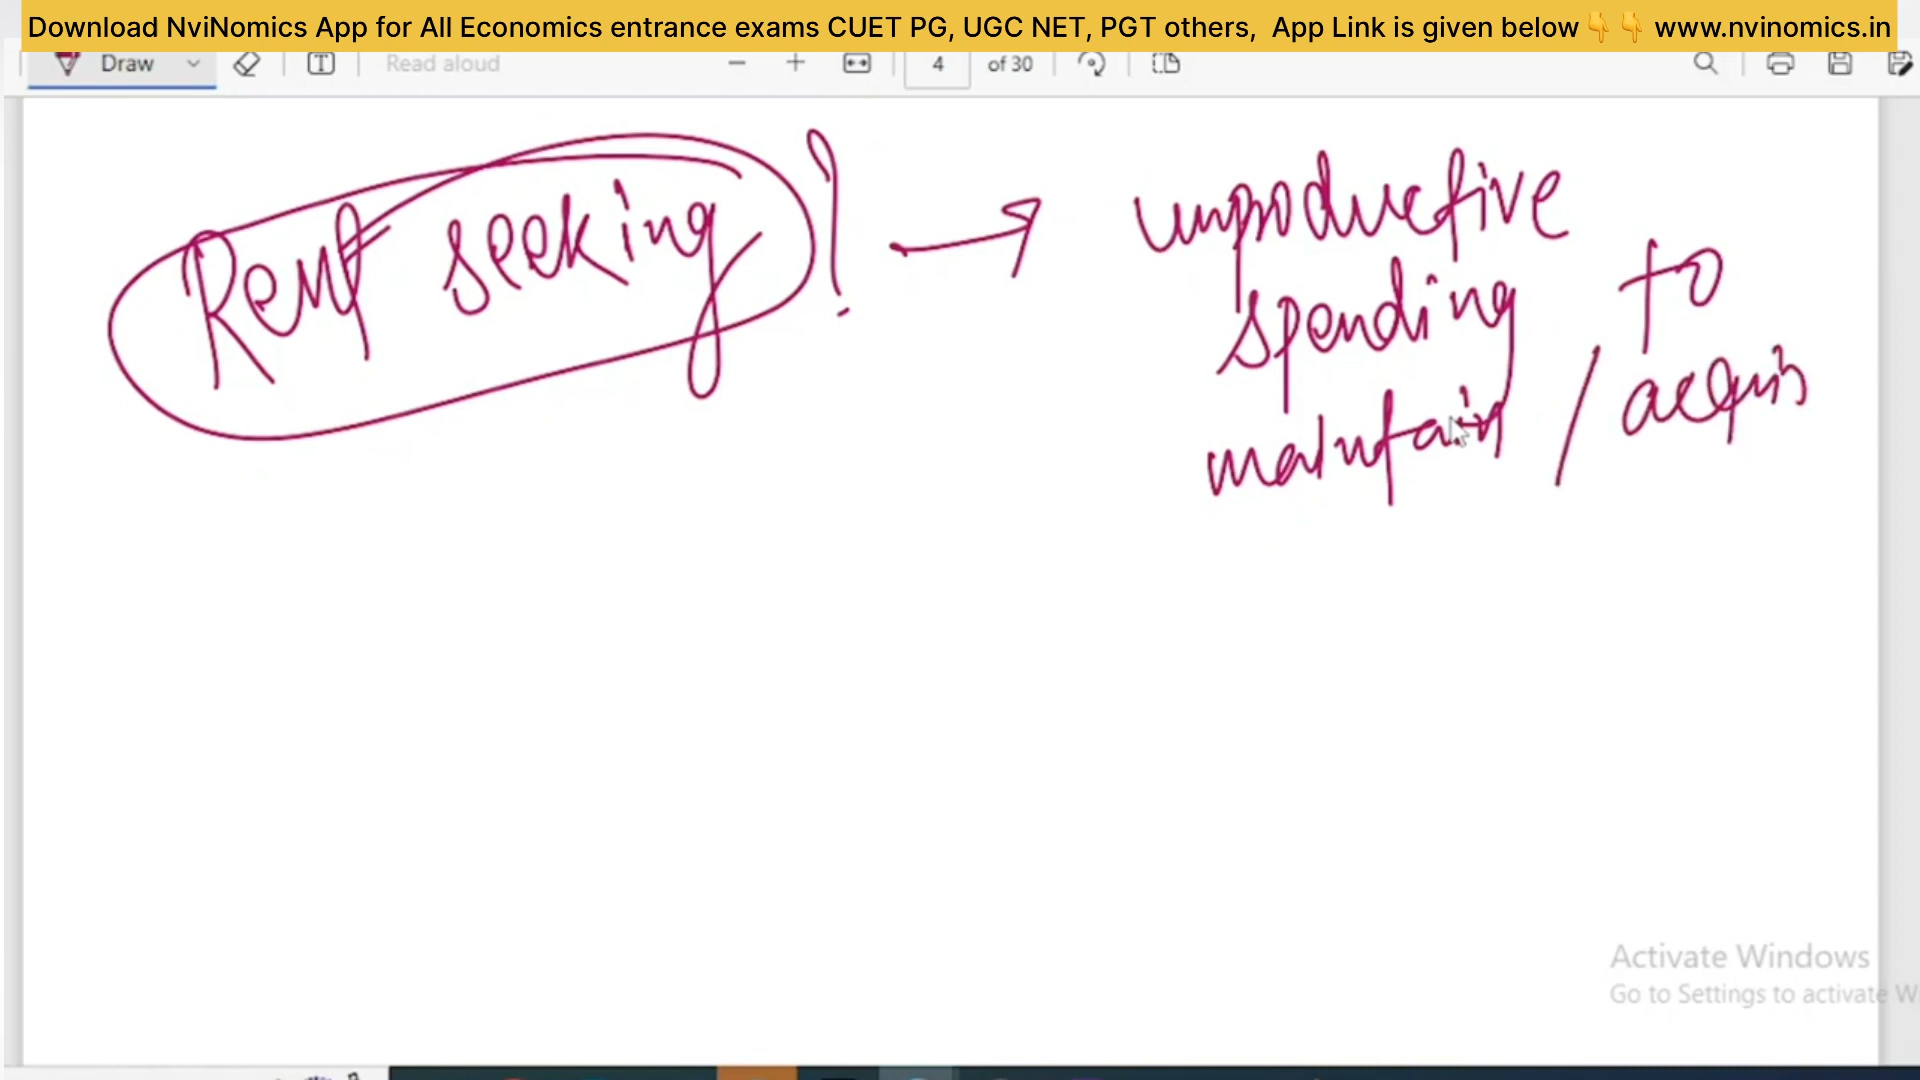 Download NviNomics App for All Economics entrance exams CUET PG, UGC NET, PGT others, App Link is given below👇👇 www.nvinomics.in
Draw Read aloud 4 of 30
Rent seeking ! → unproductive
spending to
maintain / acquis
Activate Windows
Go to Settings to activate W